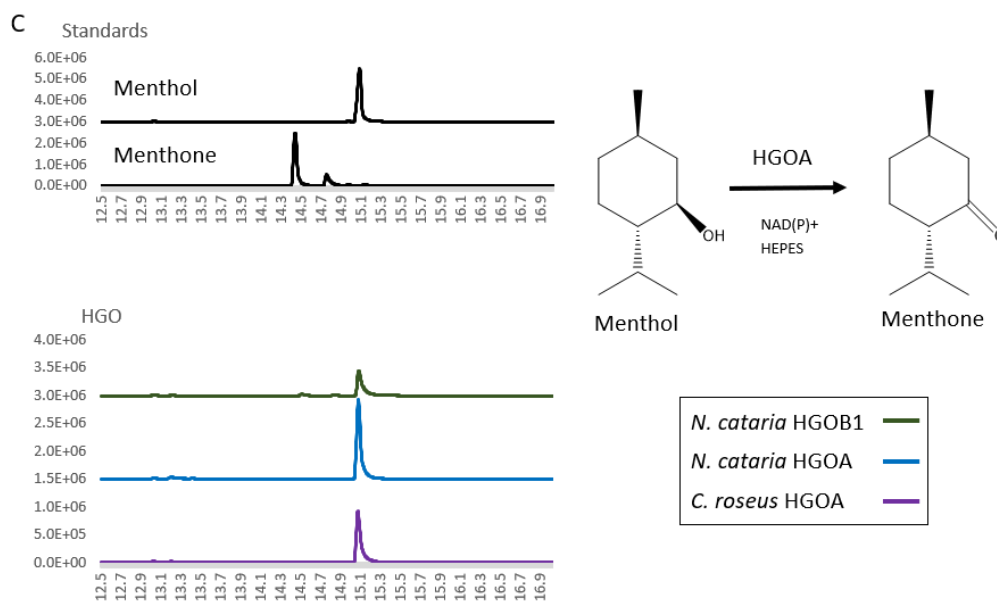 C
Standards
6.0E+06
5.0E+06
4.0E+06
3.0E+06
2.0E+06
1.0E+06
0.0E+00
Menthol
Menthone
12.5 12.7 12.9 13.1 13.3 13.5 13.7 13.9 14.1 14.3 14.5 14.7 14.9 15.1 15.3 15.5 15.7 15.9 16.1 16.3 16.5 16.7 16.9
HGOA
NAD(P)+
HEPES
OH
Menthol
Menthone
HGO
4.0E+06
3.5E+06
3.0E+06
2.5E+06
2.0E+06
1.5E+06
1.0E+06
5.0E+05
0.0E+00
12.5 12.7 12.9 13.1 13.3 13.5 13.7 13.9 14.1 14.3 14.5 14.7 14.9 15.1 15.3 15.5 15.7 15.9 16.1 16.3 16.5 16.7 16.9
N. cataria HGOB1
N. cataria HGOA
C. roseus HGOA